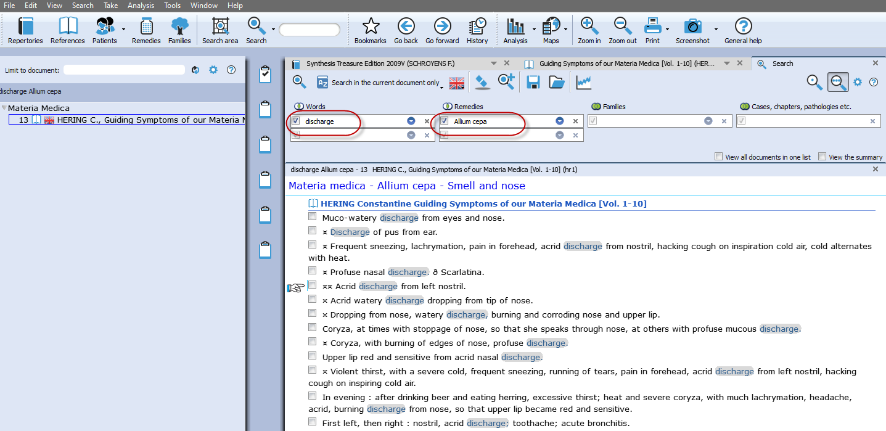 File Edit View Search Take Analysis Tools Window Help
Repertories References Patients Remedies Families Search area Search Bookmarks Go back Go forward History Analysis Maps Zoom in Zoom out Print Screenshot General help
Limit to document:
discharge Allium cepa
Materia Medica
13 HERING C., Guiding Symptoms of our Materia M
Synthesis Treasure Edition 2009V (SCHROYENS F.) Guiding Symptoms of our Materia Medica [Vol. 1-10] (HER... Search
Search in the current document only
Words Remedies Families Cases, chapters, pathologies etc.
discharge Allium cepa
View all documents in one list View the summary
discharge Allium cepa - 13 HERING C., Guiding Symptoms of our Materia Medica [Vol. 1-10] (hr1)
Materia medica - Allium cepa - Smell and nose
HERING Constantine Guiding Symptoms of our Materia Medica [Vol. 1-10]
Muco-watery discharge from eyes and nose.
× Discharge of pus from ear.
× Frequent sneezing, lachrymation, pain in forehead, acrid discharge from nostril, hacking cough on inspiration cold air, cold alternates
with heat.
× Profuse nasal discharge. ð Scarlatina.
×× Acrid discharge from left nostril.
× Acrid watery discharge dropping from tip of nose.
× Dropping from nose, watery discharge, burning and corroding nose and upper lip.
Coryza, at times with stoppage of nose, so that she speaks through nose, at others with profuse mucous discharge.
× Coryza, with burning of edges of nose, profuse discharge.
Upper lip red and sensitive from acrid nasal discharge.
× Violent thirst, with a severe cold, frequent sneezing, running of tears, pain in forehead, acrid discharge from left nostril, hacking
cough on inspiring cold air.
In evening : after drinking beer and eating herring, excessive thirst; heat and severe coryza, with much lachrymation, headache,
acrid, burning discharge from nose, so that upper lip became red and sensitive.
First left, then right : nostril, acrid discharge; toothache; acute bronchitis.